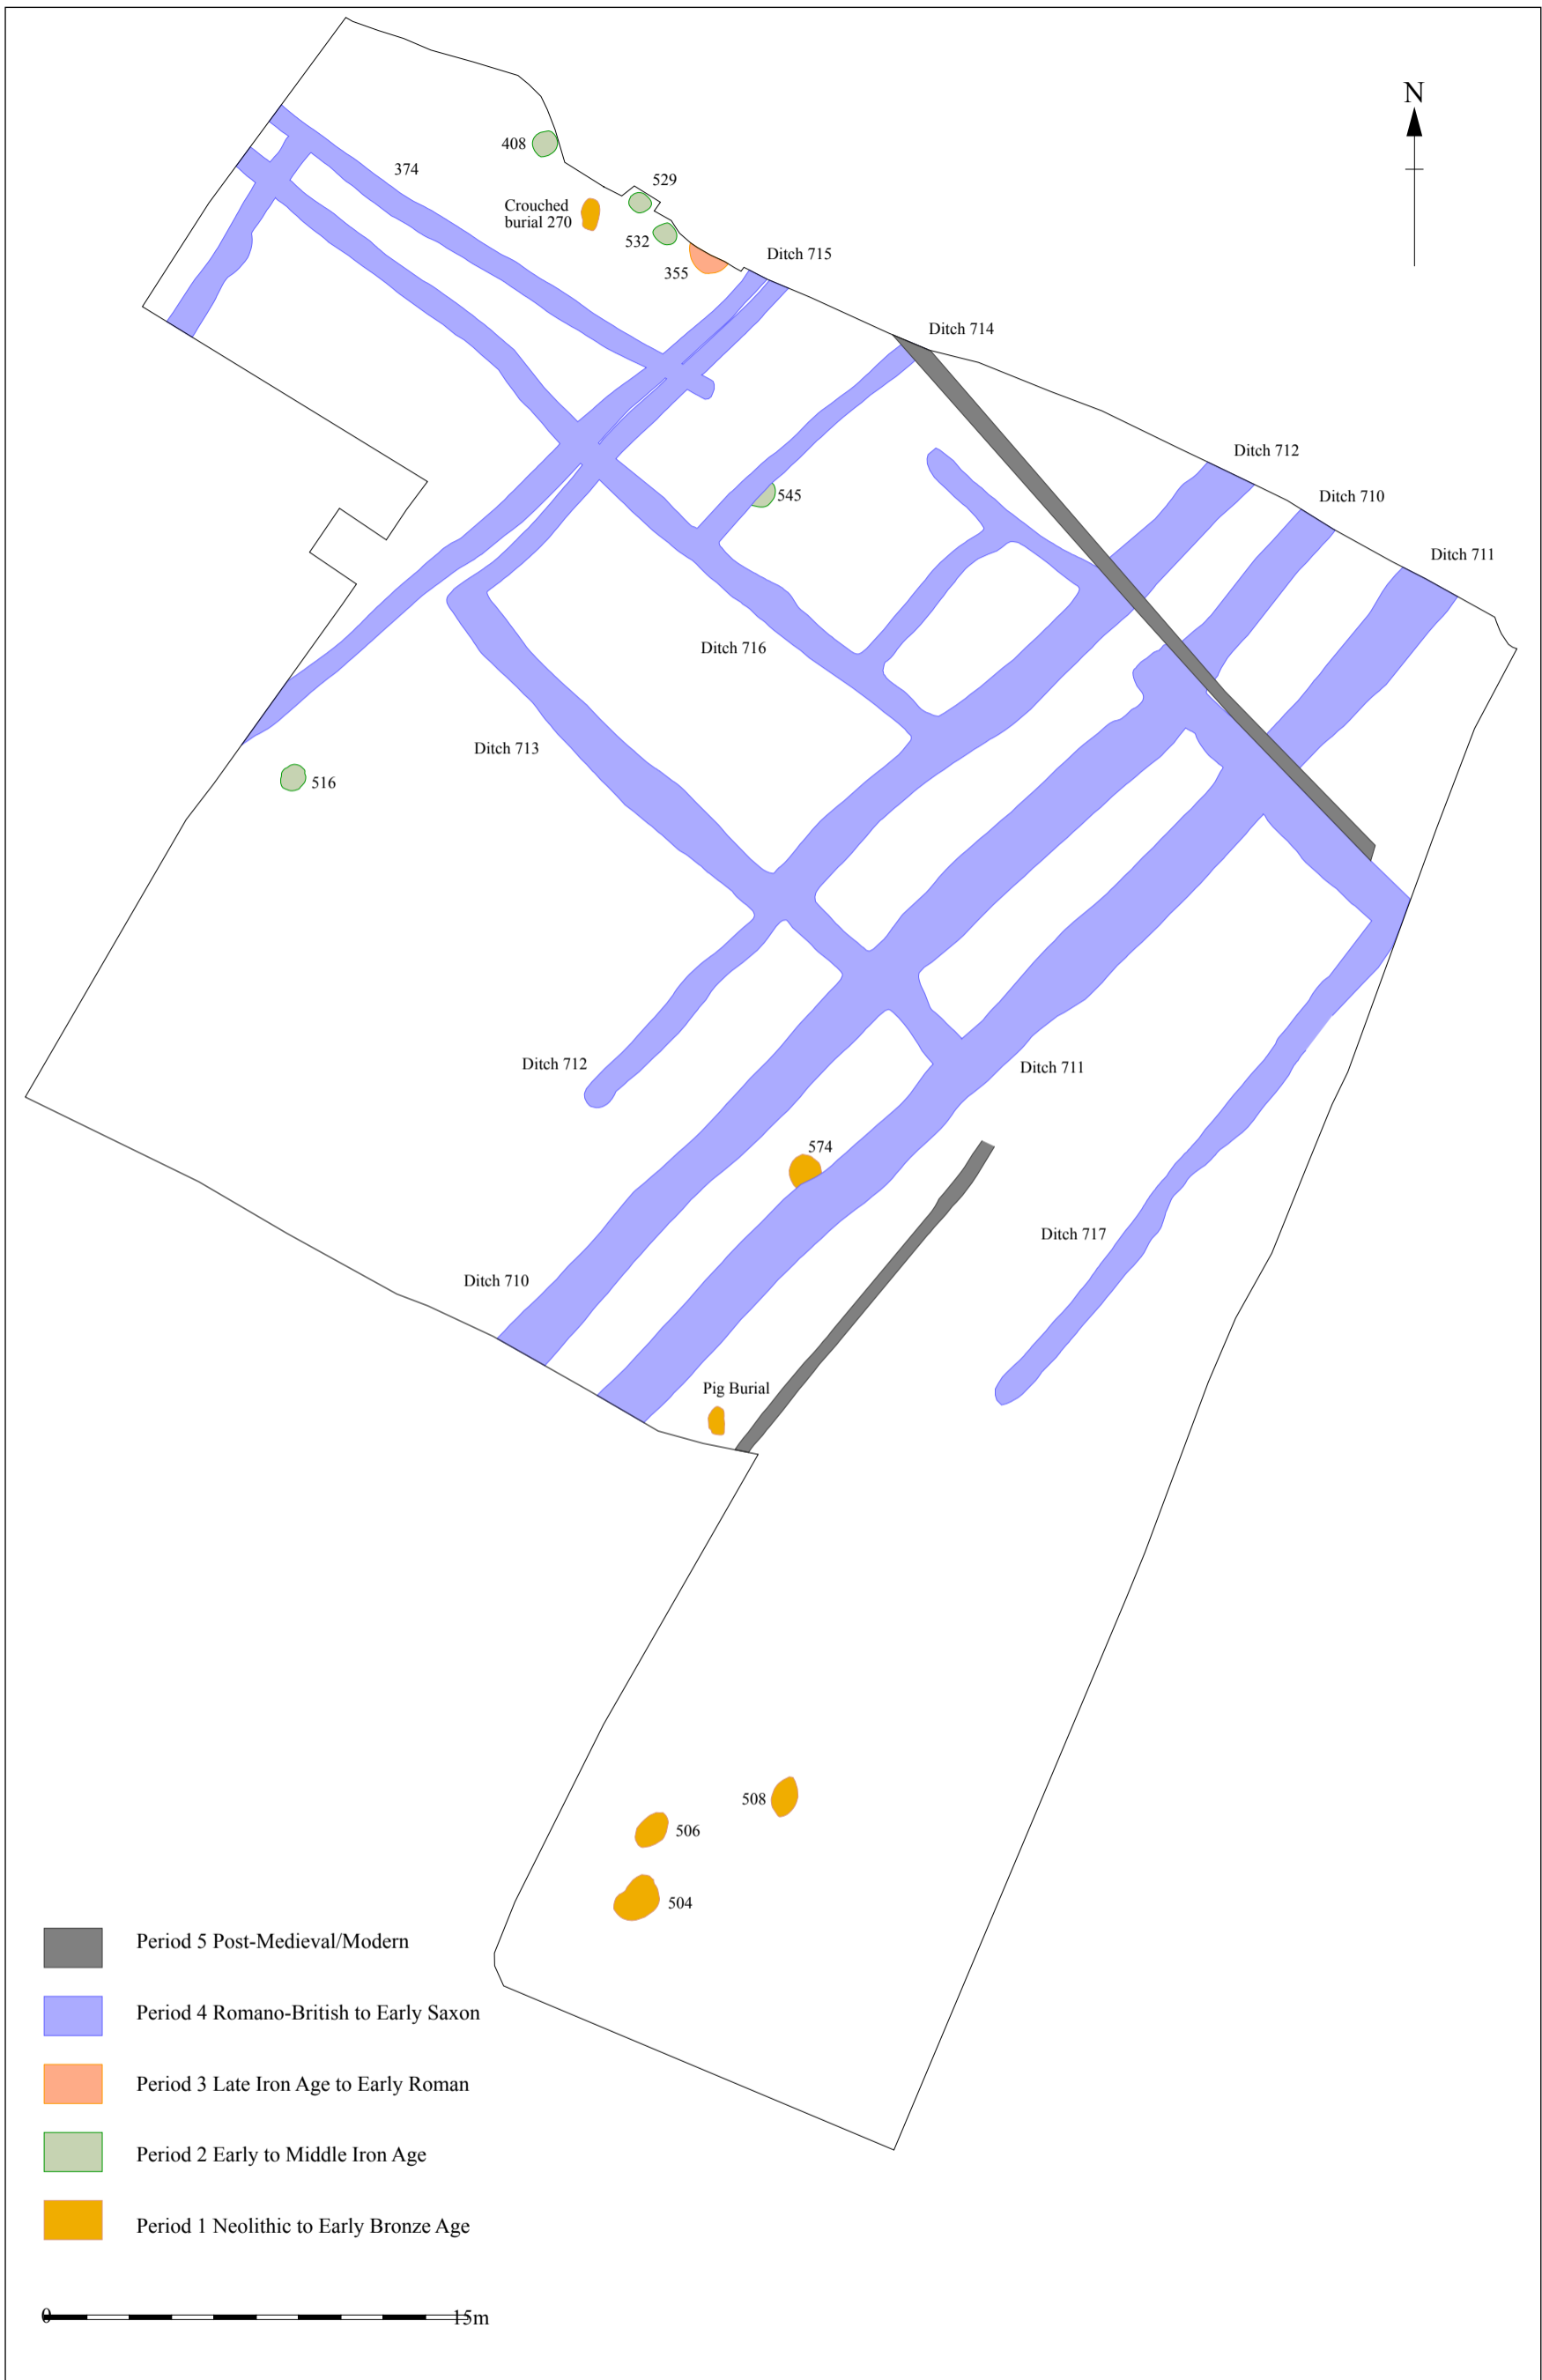 N
408
374
529
Crouched
burial 270
532
355
Ditch 715
Ditch 714
Ditch 712
Ditch 710
545
Ditch 711
Ditch 716
Ditch 713
516
Ditch 712
Ditch 711
574
Ditch 717
Ditch 710
Pig Burial
508
506
504
Period 5 Post-Medieval/Modern
Period 4 Romano-British to Early Saxon
Period 3 Late Iron Age to Early Roman
Period 2 Early to Middle Iron Age
Period 1 Neolithic to Early Bronze Age
0 15m